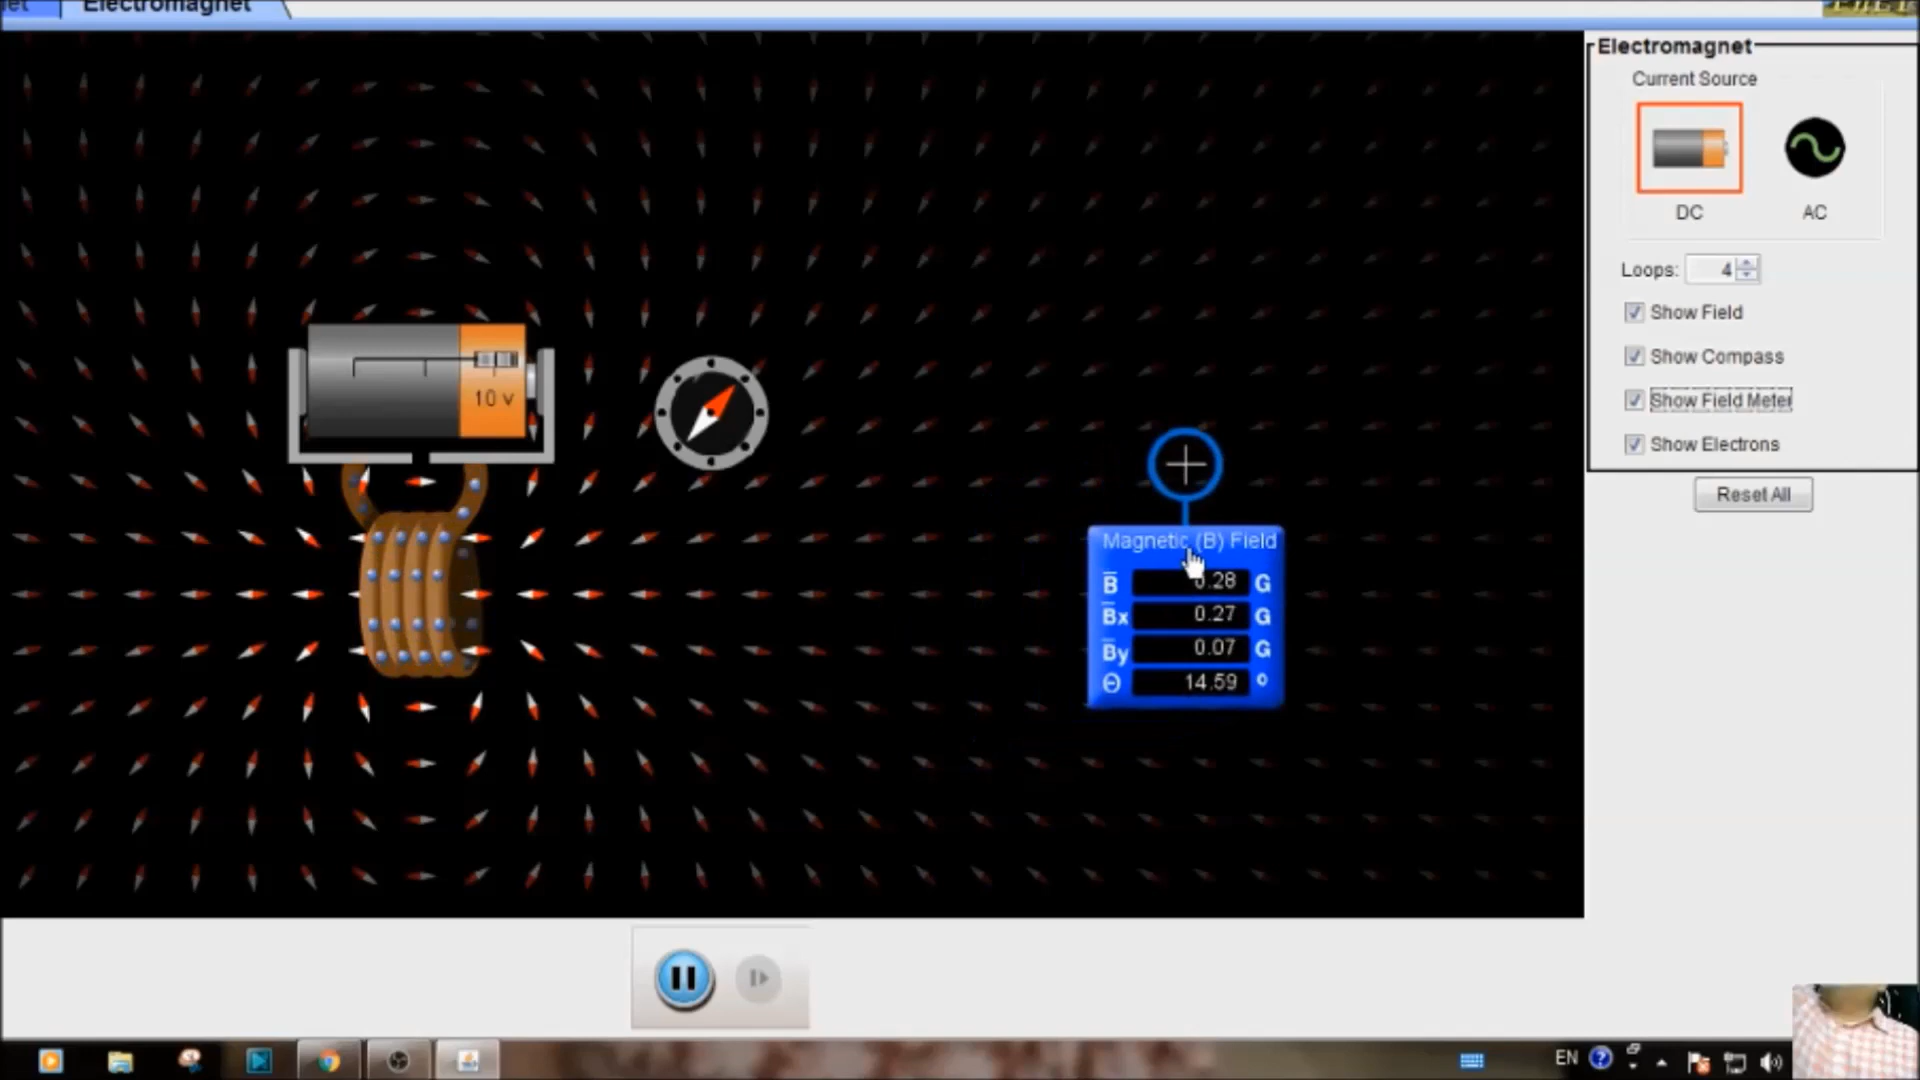 Electromagnet
Electromagnet
Current Source
DC
AC
Loops: 4
Show Field
Show Compass
Show Field Meter
Show Electrons
Reset All
10 v
Magnetic (B) Field
B 0.28 G
Bx 0.27 G
By 0.07 G
Θ 14.59 °
EN